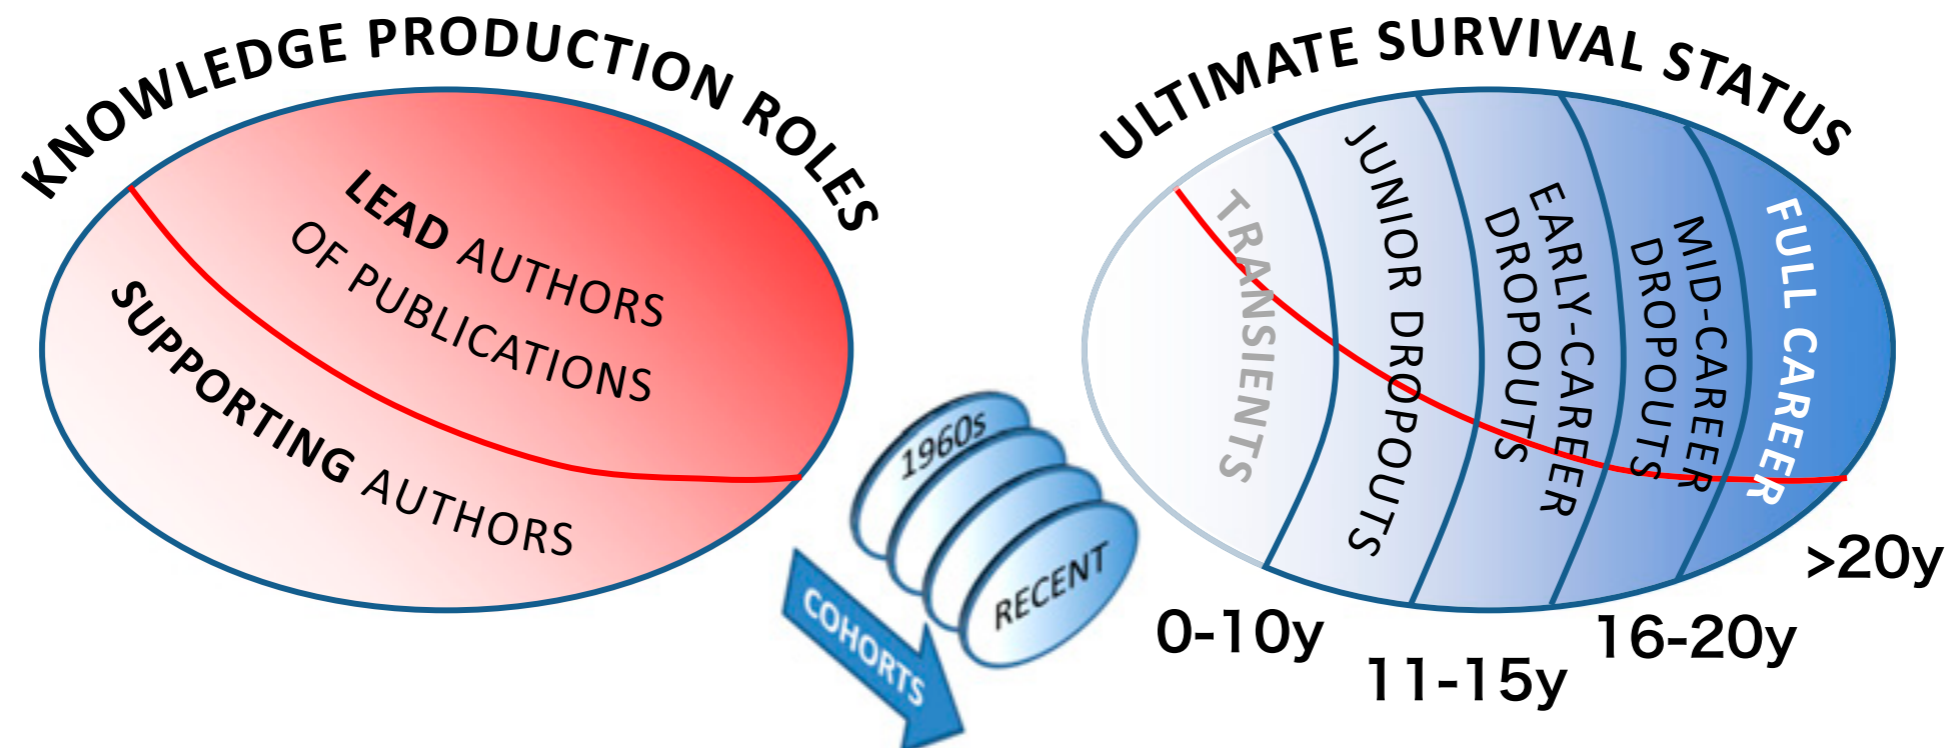 KNOWLEDGE PRODUCTION ROLES
LEAD AUTHORS
OF PUBLICATIONS
SUPPORTING AUTHORS
1960s
RECENT
COHORTS
ULTIMATE SURVIVAL STATUS
TRANSIENTS
JUNIOR DROPOUTS
EARLY-CAREER
DROPOUTS
MID-CAREER
DROPOUTS
FULL CAREER
0-10y
11-15y
16-20y
>20y